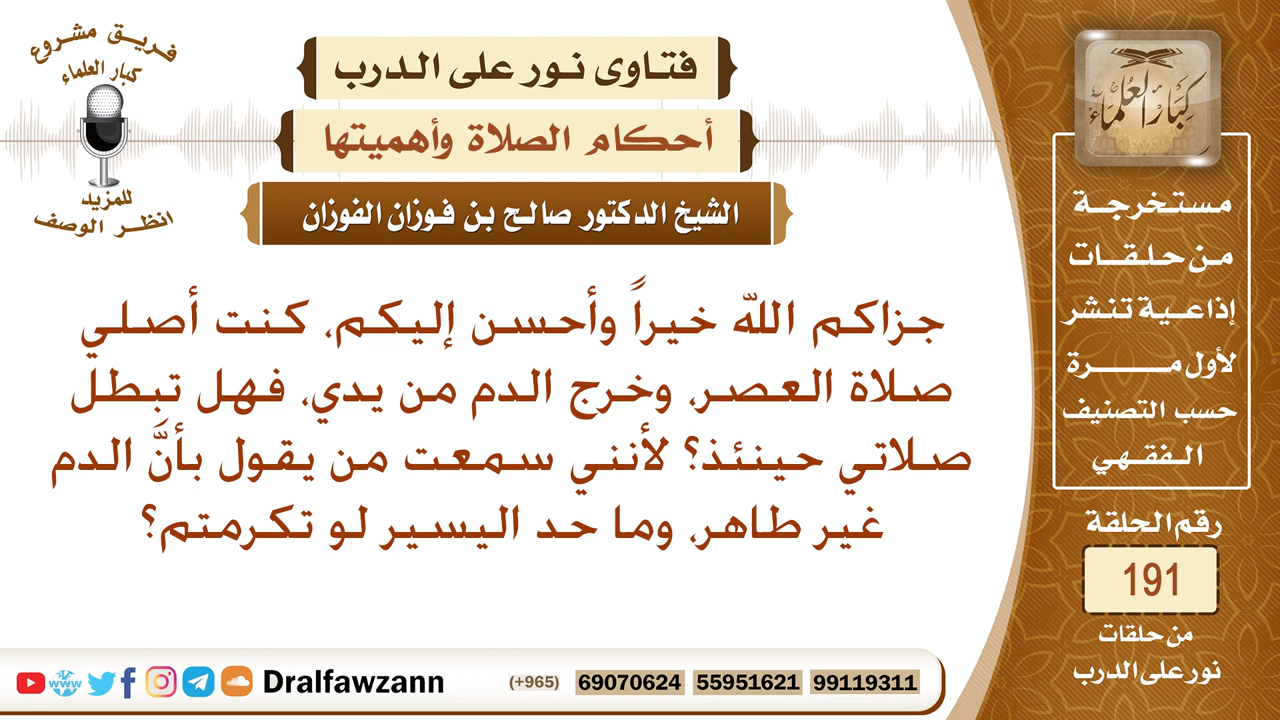 فريق مشروع
كبار العلماء
للمزيد
انظر الوصف
فتاوى نور على الدرب
أحكام الصلاة وأهميتها
الشيخ الدكتور صالح بن فوزان الفوزان
جزاكم الله خيراً وأحسن إليكم، كنت أصلي
صلاة العصر، وخرج الدم من يدي، فهل تبطل
صلاتي حينئذ؟ لأنني سمعت من يقول بأنَّ الدم
غير طاهر، وما حد اليسير لو تكرمتم؟
كبار العلماء
مستخرجة
من حلقات
إذاعية تنشر
لأول مرة
حسب التصنيف
الفقهي
رقم الحلقة
191
من حلقات
نور على الدرب
www
Dralfawzann
(+965) 69070624 55951621 99119311